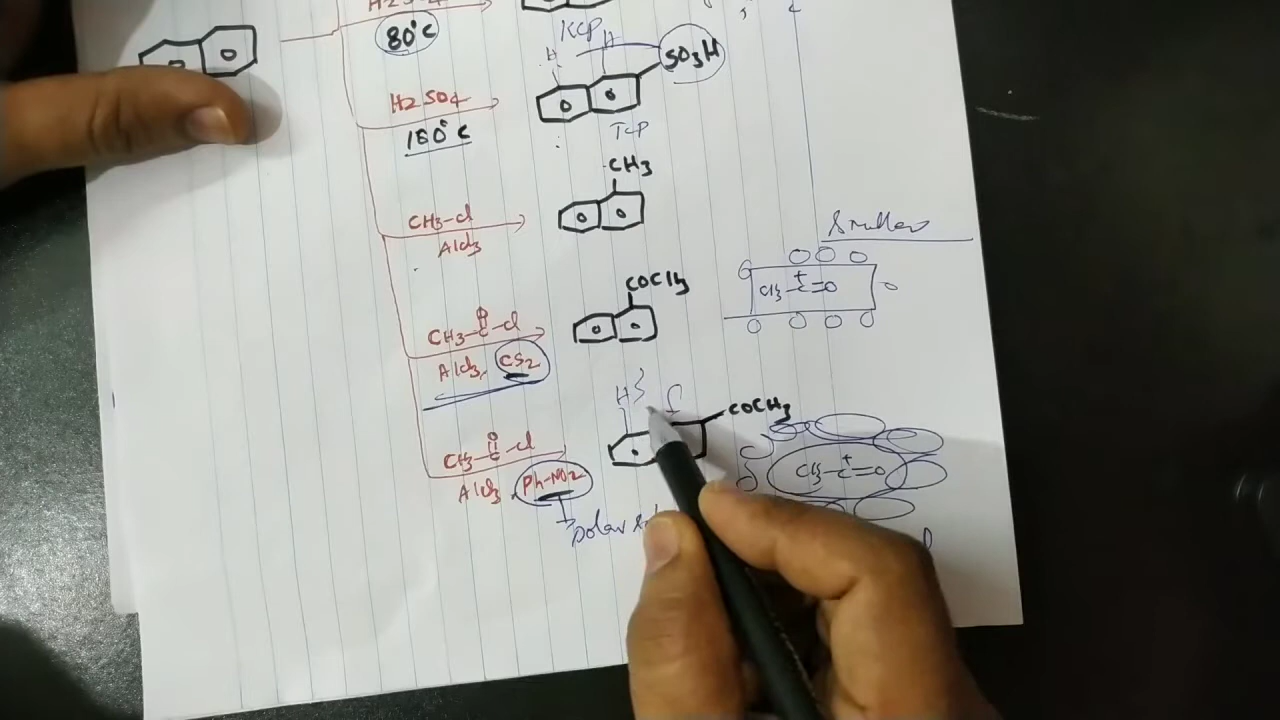 80°C
KCP
H
H
SO3H
H2SO4
160°C
TCP
CH3
CH3-Cl
AlCl3
COCH3
CH3-C-Cl
O
AlCl3, CS2
Smaller
CH3-C=O
+
H
COCH3
CH3-C-Cl
O
AlCl3, Ph-NO2
CH3-C=O
+
polar